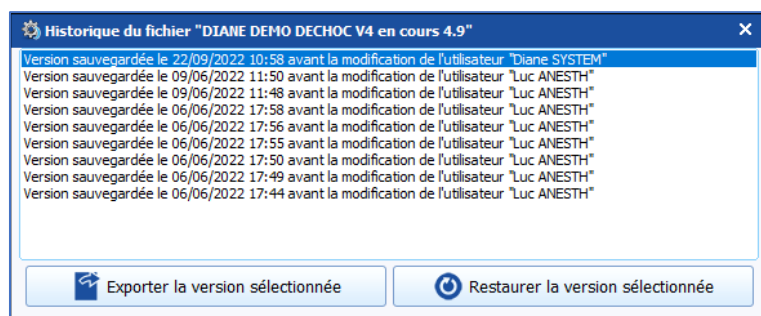 Historique du fichier "DIANE DEMO DECHOC V4 en cours 4.9"
Version sauvegardée le 22/09/2022 10:58 avant la modification de l'utilisateur "Diane SYSTEM"
Version sauvegardée le 09/06/2022 11:50 avant la modification de l'utilisateur "Luc ANESTH"
Version sauvegardée le 09/06/2022 11:48 avant la modification de l'utilisateur "Luc ANESTH"
Version sauvegardée le 06/06/2022 17:58 avant la modification de l'utilisateur "Luc ANESTH"
Version sauvegardée le 06/06/2022 17:56 avant la modification de l'utilisateur "Luc ANESTH"
Version sauvegardée le 06/06/2022 17:55 avant la modification de l'utilisateur "Luc ANESTH"
Version sauvegardée le 06/06/2022 17:50 avant la modification de l'utilisateur "Luc ANESTH"
Version sauvegardée le 06/06/2022 17:49 avant la modification de l'utilisateur "Luc ANESTH"
Version sauvegardée le 06/06/2022 17:44 avant la modification de l'utilisateur "Luc ANESTH"
Exporter la version sélectionnée
Restaurer la version sélectionnée